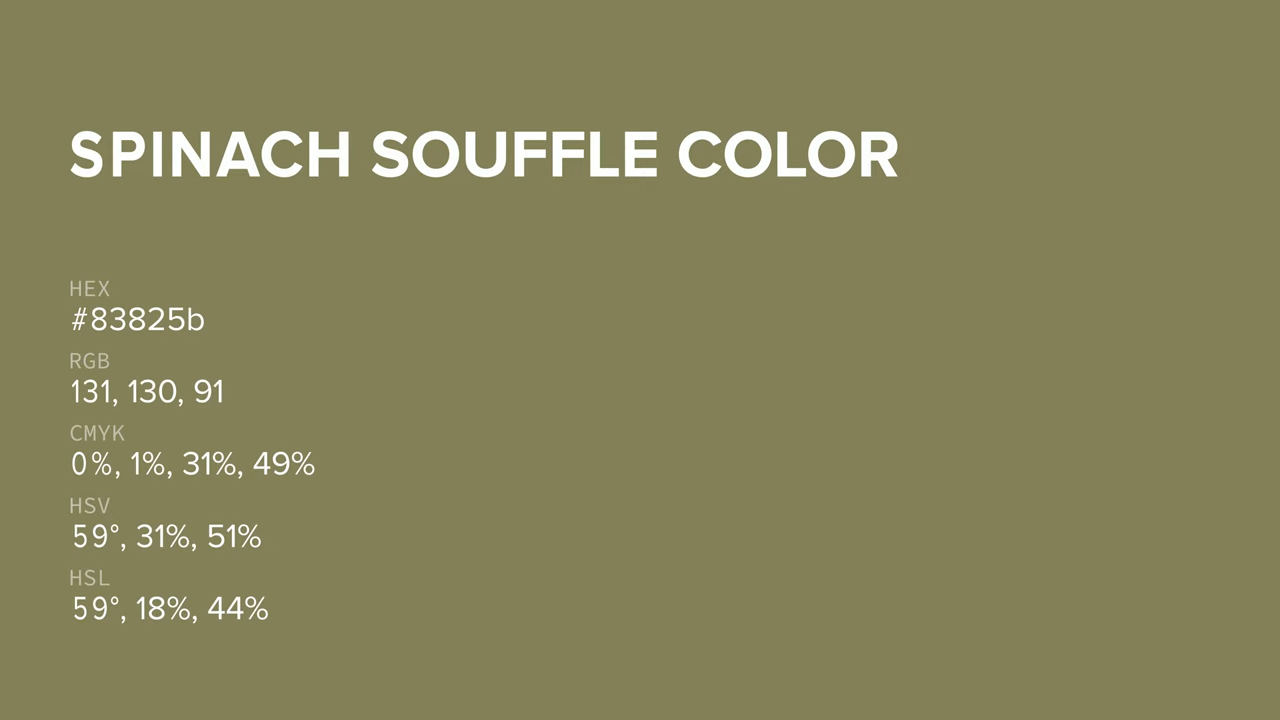 SPINACH SOUFFLE COLOR
HEX
#83825b
RGB
131, 130, 91
CMYK
0%, 1%, 31%, 49%
HSV
59°, 31%, 51%
HSL
59°, 18%, 44%